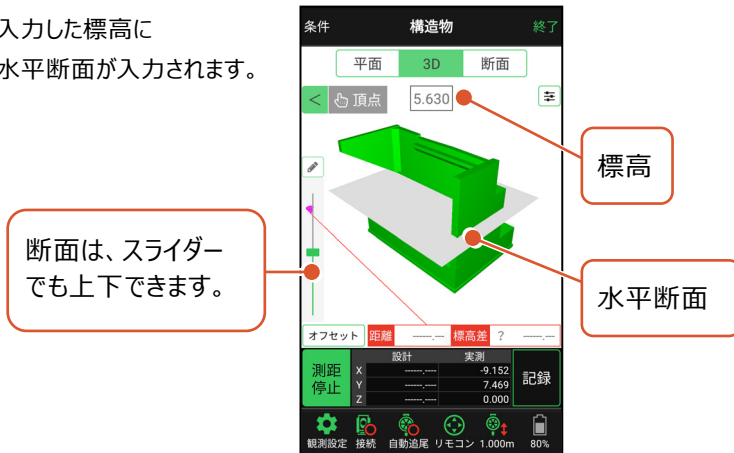 入力した標高に
水平断面が入力されます。
条件 構造物 終了
平面 3D 断面
< 頂点 5.630
標高
断面は、スライダー
でも上下できます。
水平断面
オフセット 距離 ------.--- 標高差 ? ------.---
設計 実測
測距
停止
X ------.---- -9.152
Y ------.---- 7.469
Z ------.---- 0.000
記録
観測設定 接続 自動追尾 リモコン 1.000m 80%